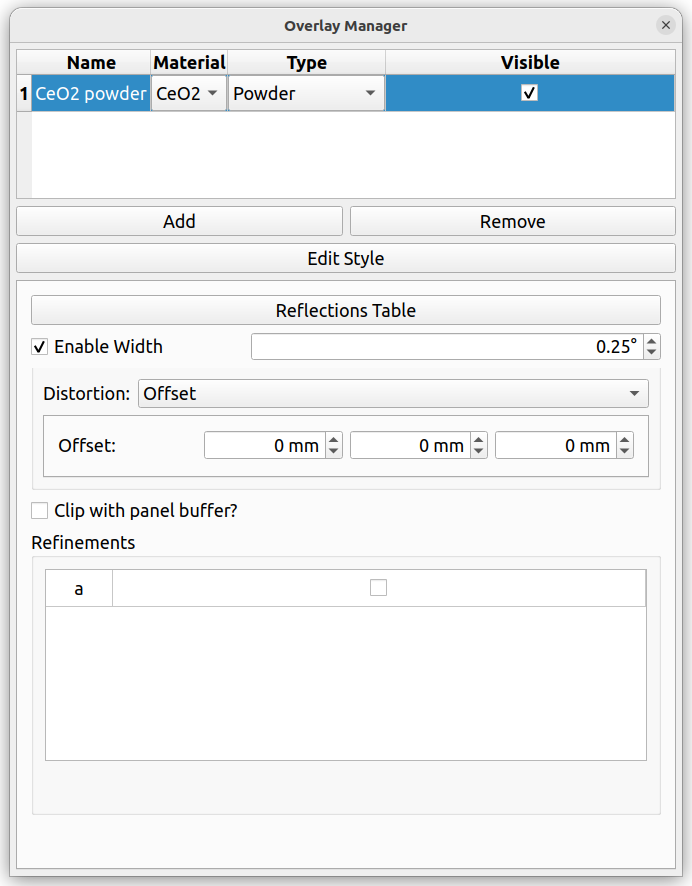 Overlay Manager
Name Material Type Visible
1 CeO2 powder CeO2 Powder
Add Remove
Edit Style
Reflections Table
Enable Width 0.25°
Distortion: Offset
Offset: 0 mm 0 mm 0 mm
Clip with panel buffer?
Refinements
a